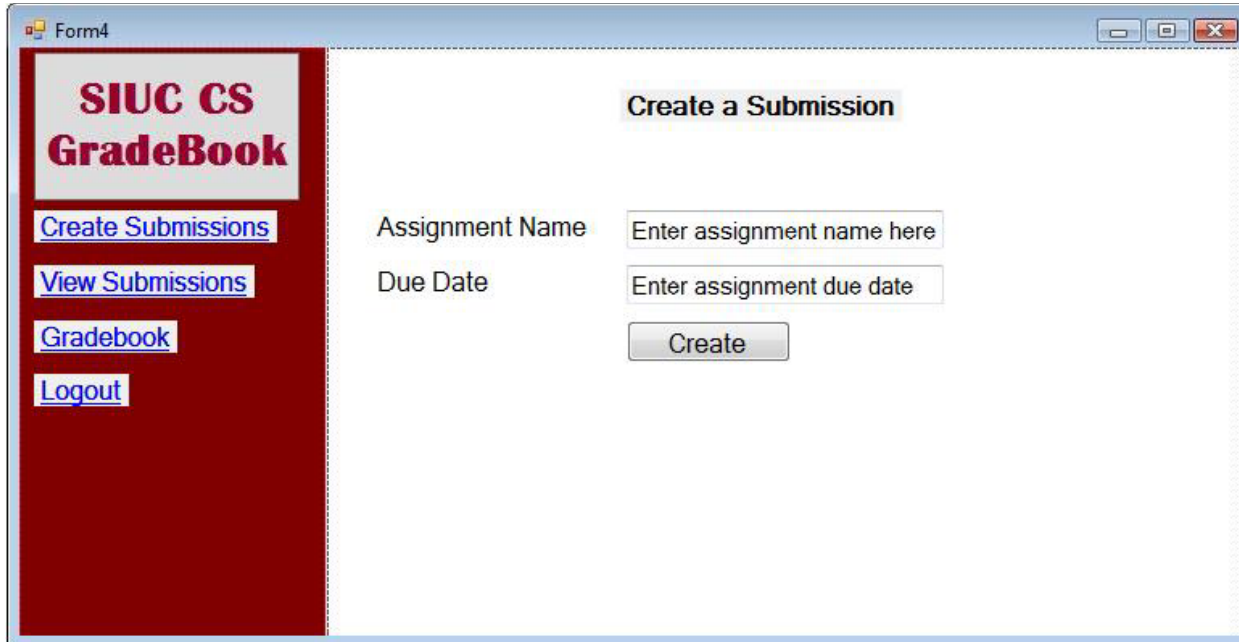 Form4
SIUC CS
GradeBook
Create Submissions
View Submissions
Gradebook
Logout
Create a Submission
Assignment Name
Enter assignment name here
Due Date
Enter assignment due date
Create